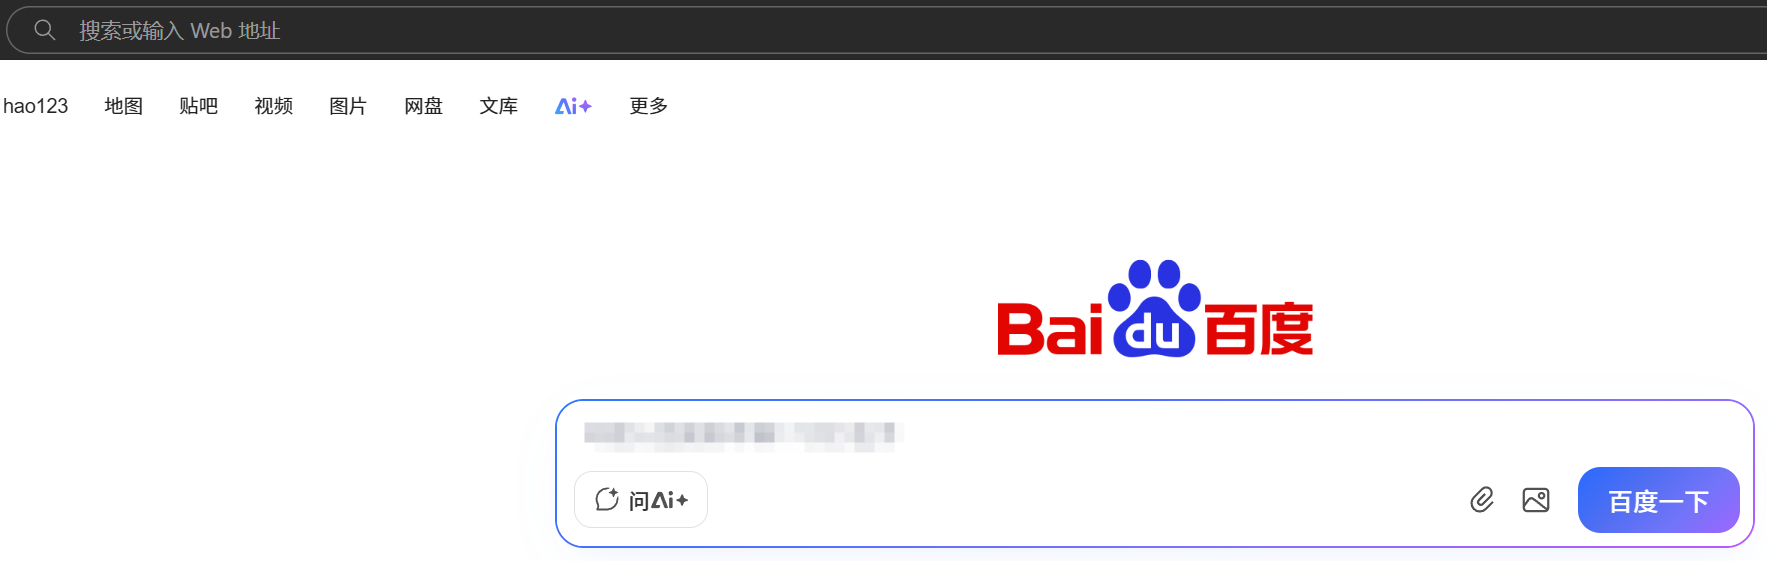 搜索或输入 Web 地址
hao123 地图 贴吧 视频 图片 网盘 文库 Ai+ 更多
Bai du 百度
问Ai+ 百度一下